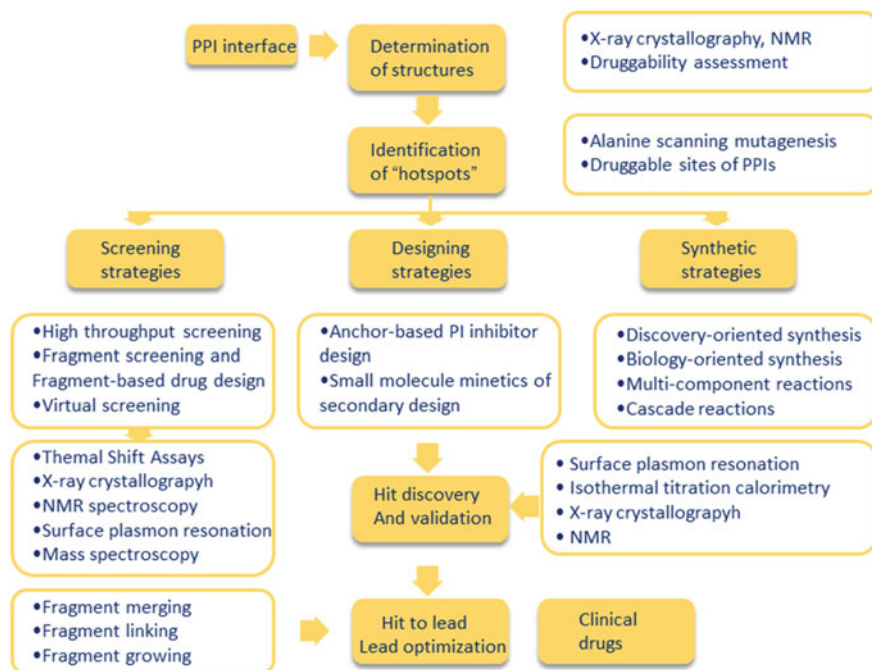 PPI interface
Determination
of structures
•X-ray crystallography, NMR
•Druggability assessment
Identification
of “hotspots”
•Alanine scanning mutagenesis
•Druggable sites of PPIs
Screening
strategies
Designing
strategies
Synthetic
strategies
•High throughput screening
•Fragment screening and
Fragment-based drug design
•Virtual screening
•Anchor-based PI inhibitor
design
•Small molecule minetics of
secondary design
•Discovery-oriented synthesis
•Biology-oriented synthesis
•Multi-component reactions
•Cascade reactions
•Themal Shift Assays
•X-ray crystallograpyh
•NMR spectroscopy
•Surface plasmon resonation
•Mass spectroscopy
Hit discovery
And validation
• Surface plasmon resonation
• Isothermal titration calorimetry
• X-ray crystallograpyh
• NMR
•Fragment merging
•Fragment linking
•Fragment growing
Hit to lead
Lead optimization
Clinical
drugs